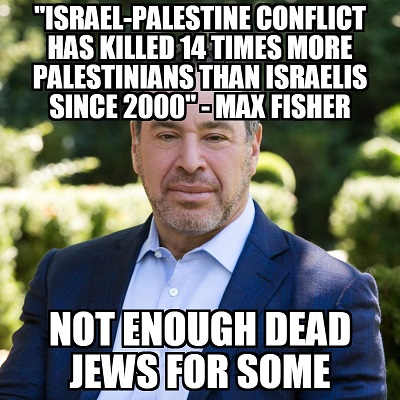 "ISRAEL-PALESTINE CONFLICT
HAS KILLED 14 TIMES MORE
PALESTINIANS THAN ISRAELIS
SINCE 2000" - MAX FISHER
NOT ENOUGH DEAD
JEWS FOR SOME